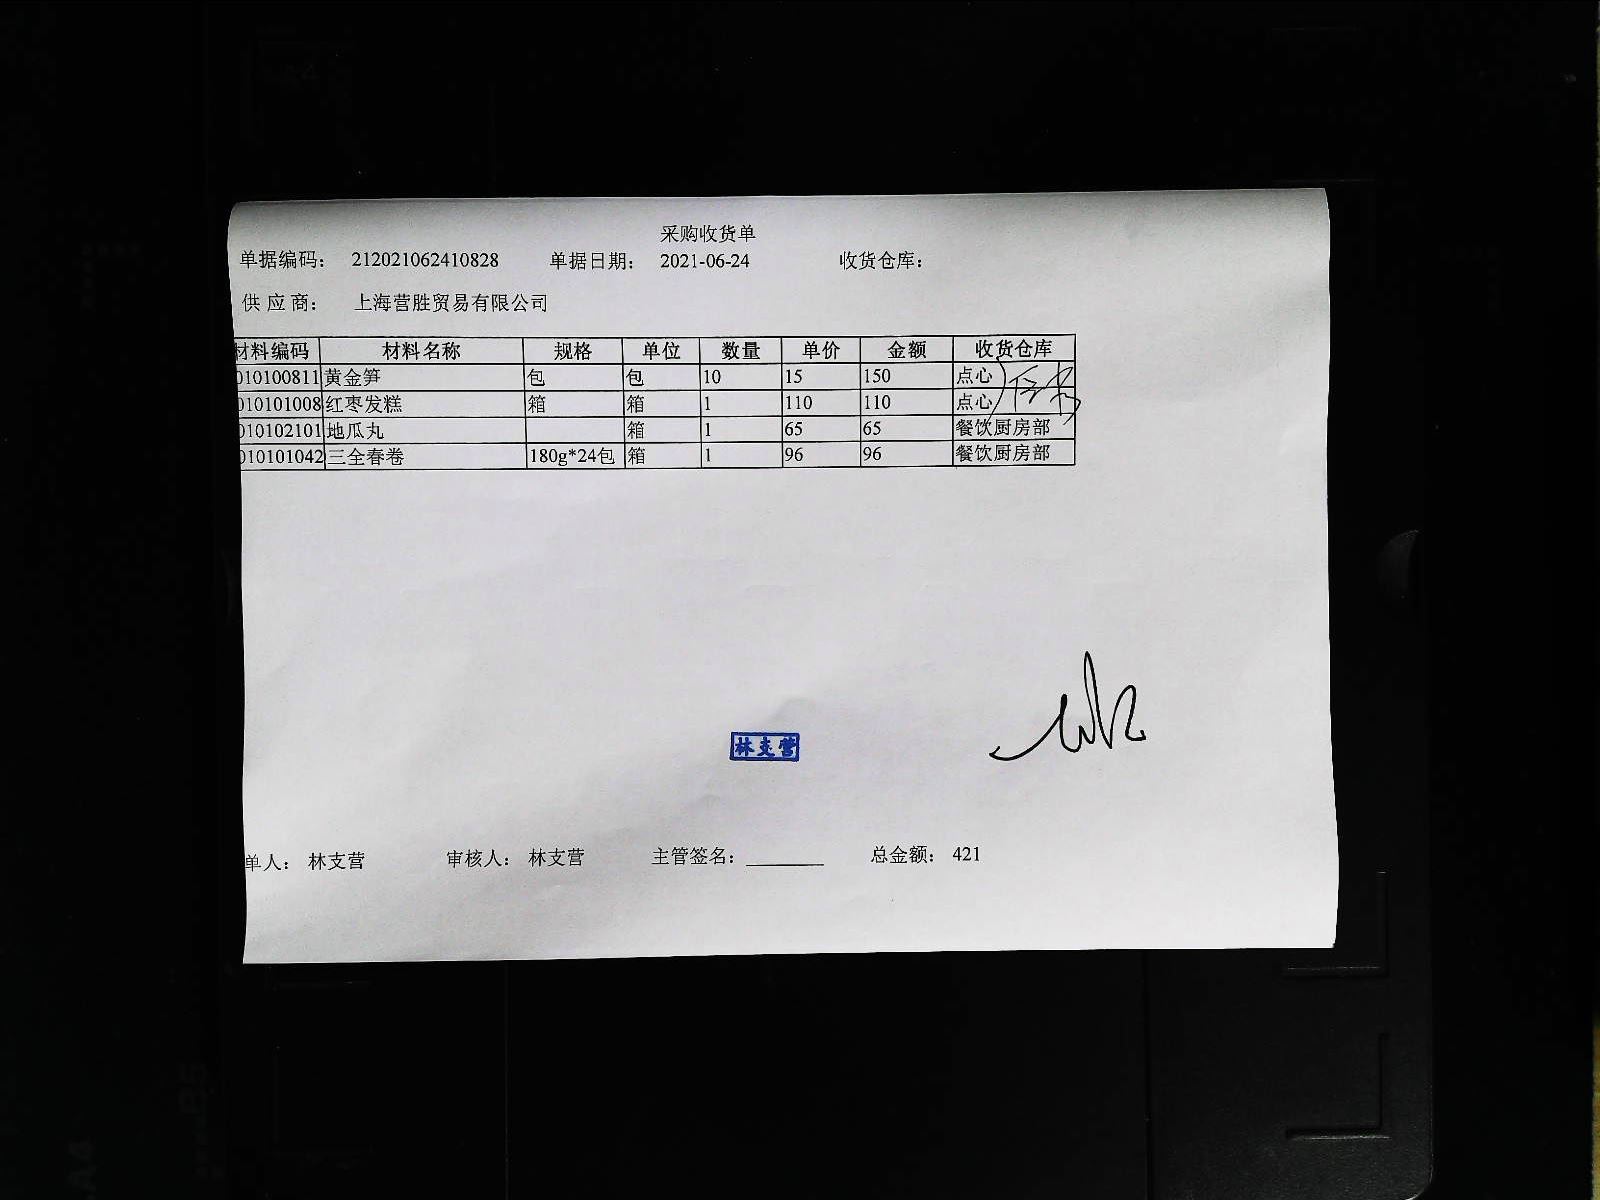 采购收货单
单据编码： 212021062410828 单据日期： 2021-06-24 收货仓库：
供应商： 上海营胜贸易有限公司
材料编码 材料名称 规格 单位 数量 单价 金额 收货仓库
010100811 黄金笋 包 包 10 15 150 点心
010101008 红枣发糕 箱 箱 1 110 110 点心
010102101 地瓜丸 箱 1 65 65 餐饮厨房部
010101042 三全春卷 180g*24包 箱 1 96 96 餐饮厨房部
林支营
单人： 林支营 审核人： 林支营 主管签名： 总金额： 421